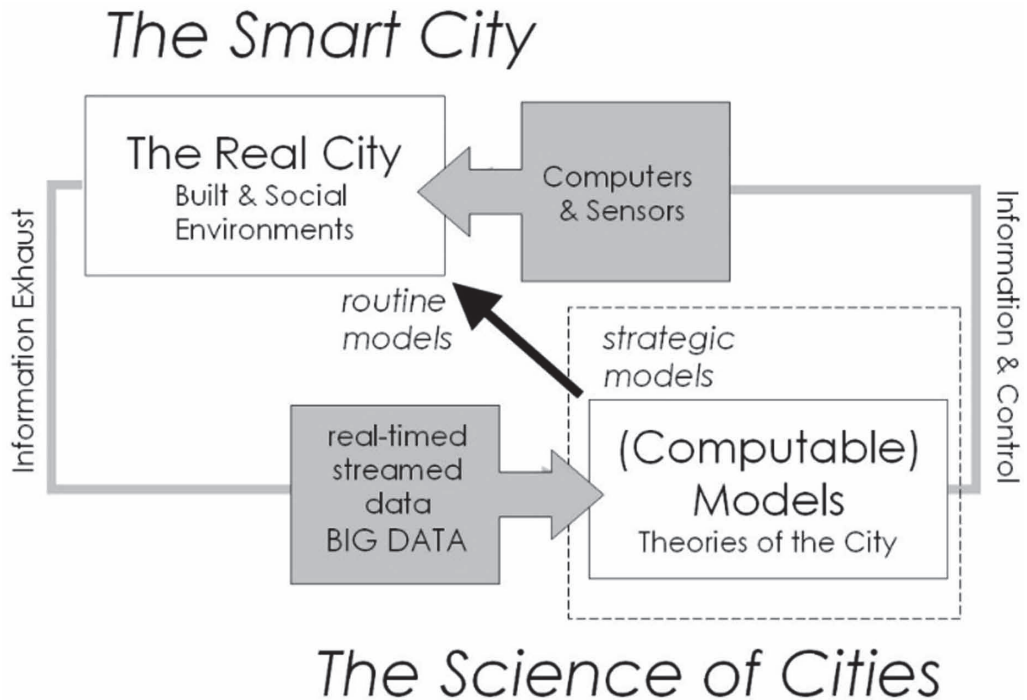 The Smart City
The Real City
Built & Social
Environments
Computers
& Sensors
Information Exhaust
Information & Control
routine
models
strategic
models
real-timed
streamed
data
BIG DATA
(Computable)
Models
Theories of the City
The Science of Cities